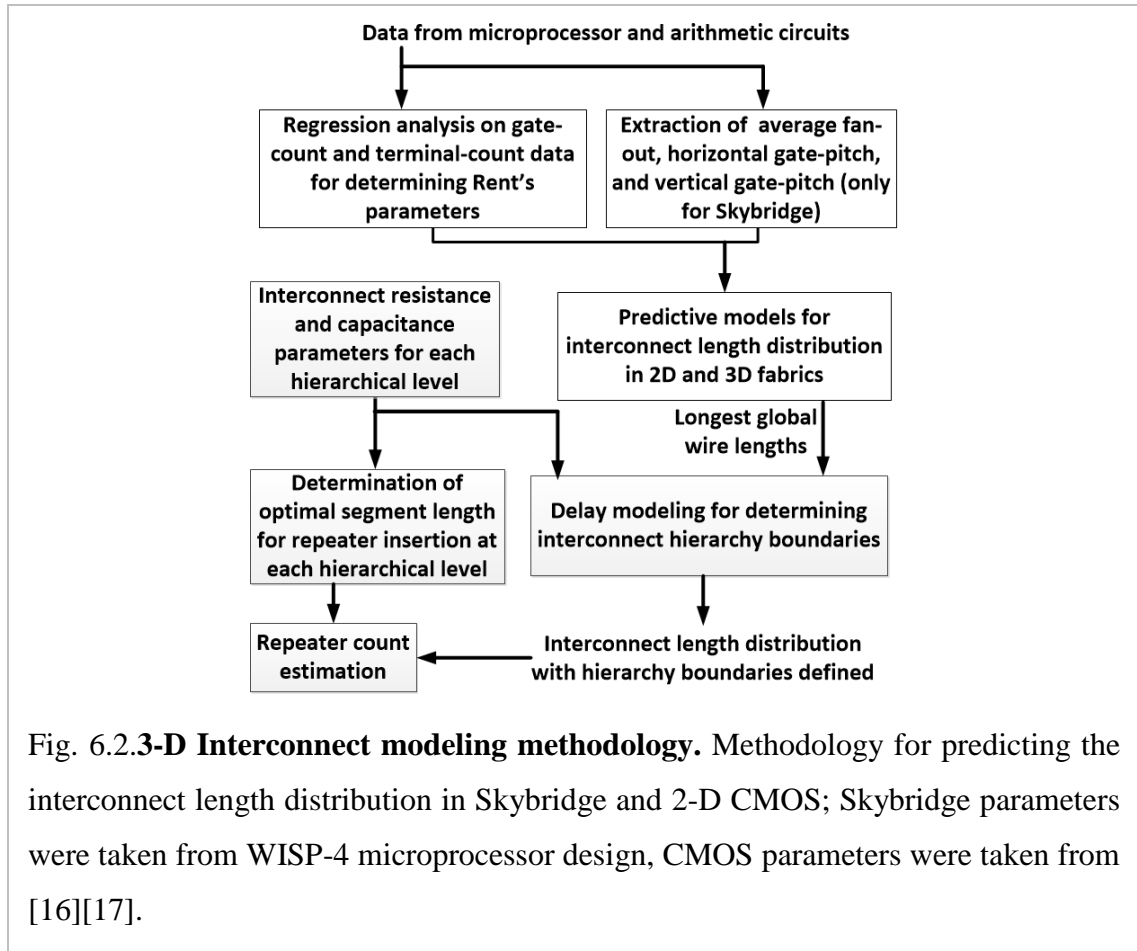 Data from microprocessor and arithmetic circuits
Regression analysis on gate-
count and terminal-count data
for determining Rent's
parameters
Extraction of average fan-
out, horizontal gate-pitch,
and vertical gate-pitch (only
for Skybridge)
Interconnect resistance
and capacitance
parameters for each
hierarchical level
Predictive models for
interconnect length distribution
in 2D and 3D fabrics
Longest global
wire lengths
Determination of
optimal segment length
for repeater insertion at
each hierarchical level
Delay modeling for determining
interconnect hierarchy boundaries
Repeater count
estimation
Interconnect length distribution
with hierarchy boundaries defined
Fig. 6.2.3-D Interconnect modeling methodology. Methodology for predicting the
interconnect length distribution in Skybridge and 2-D CMOS; Skybridge parameters
were taken from WISP-4 microprocessor design, CMOS parameters were taken from
[16][17].